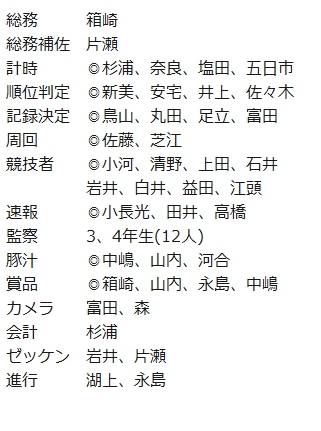 総務　箱崎
総務補佐　片瀬
計時　◎杉浦、奈良、塩田、五日市
順位判定　◎新美、安宅、井上、佐々木
記録決定　◎鳥山、丸田、足立、富田
周回　◎佐藤、芝江
競技者　◎小河、清野、上田、石井
岩井、白井、益田、江頭
速報　◎小長光、田井、高橋
監察　3、4年生(12人)
豚汁　◎中嶋、山内、河合
賞品　◎箱崎、山内、永島、中嶋
カメラ　富田、森
会計　杉浦
ゼッケン　岩井、片瀬
進行　湖上、永島